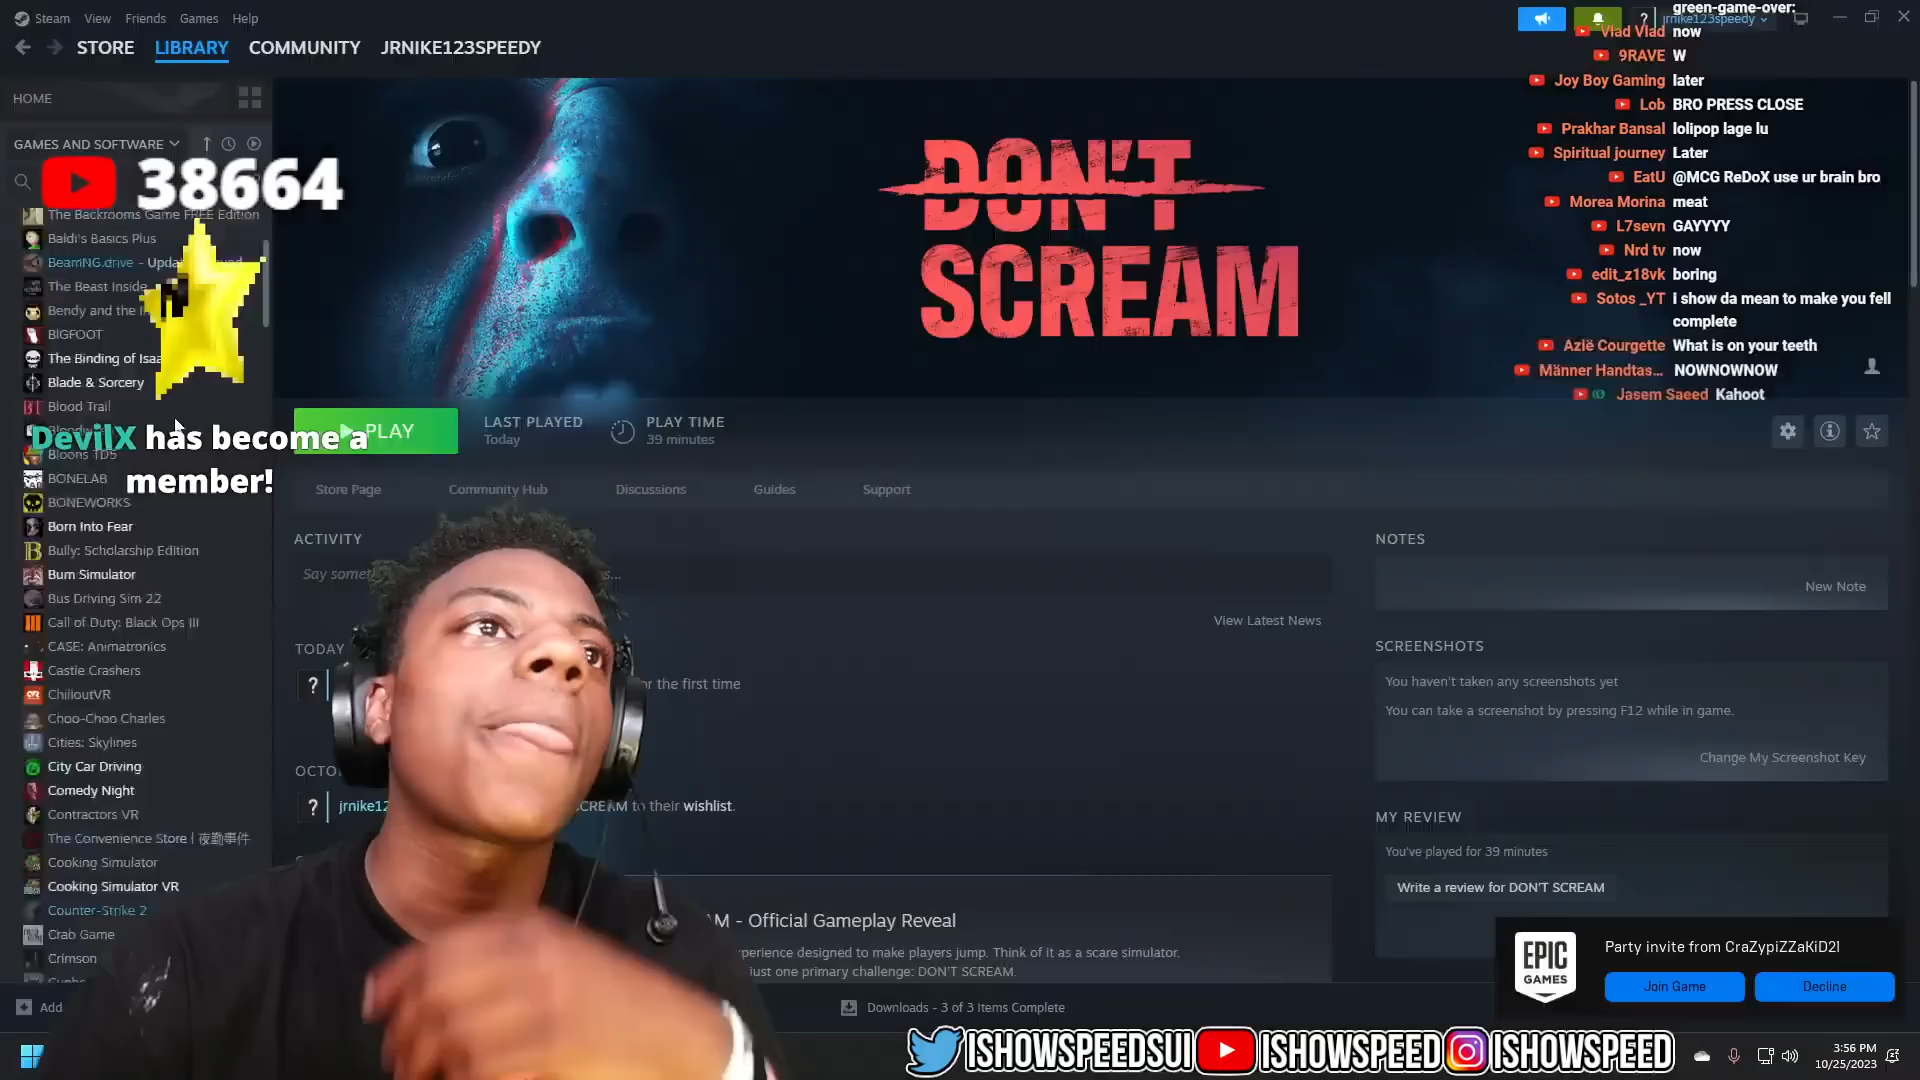 Steam View Friends Games Help
jrnike123speedy
STORE LIBRARY COMMUNITY JRNIKE123SPEEDY
HOME
GAMES AND SOFTWARE
38664
The Backrooms Game FREE Edition
Baldi's Basics Plus
BeamNG.drive - Upda
The Beast Inside
Bendy and the
BIGFOOT
The Binding of Isaa
Blade & Sorcery
Blood Trail
DevilX has become a
member!
Bloons TD5
BONELAB
BONEWORKS
Born Into Fear
Bully: Scholarship Edition
Bum Simulator
Bus Driving Sim 22
Call of Duty: Black Ops III
CASE: Animatronics
Castle Crashers
ChilloutVR
Choo-Choo Charles
Cities: Skylines
City Car Driving
Comedy Night
Contractors VR
The Convenience Store | 夜勤事件
Cooking Simulator
Cooking Simulator VR
Counter-Strike 2
Crab Game
Crimson
Add
DON'T
SCREAM
green-game-over:
Vlad Vlad now
9RAVE W
Joy Boy Gaming later
Lob BRO PRESS CLOSE
Prakhar Bansal lolipop lage lu
Spiritual journey Later
EatU @MCG ReDoX use ur brain bro
Morea Morina meat
L7sevn GAYYYY
Nrd tv now
edit_z18vk boring
Sotos _YT i show da mean to make you fell
complete
Azië Courgette What is on your teeth
Männer Handtas... NOWNOWNOW
Jasem Saeed Kahoot
PLAY
LAST PLAYED
Today
PLAY TIME
39 minutes
Store Page Community Hub Discussions Guides Support
ACTIVITY
Say somet s...
View Latest News
TODAY
? or the first time
OCTO
? jrnike12 CREAM to their wishlist.
M - Official Gameplay Reveal
xperience designed to make players jump. Think of it as a scare simulator.
just one primary challenge: DON'T SCREAM.
NOTES
New Note
SCREENSHOTS
You haven't taken any screenshots yet
You can take a screenshot by pressing F12 while in game.
Change My Screenshot Key
MY REVIEW
You've played for 39 minutes
Write a review for DON'T SCREAM
EPIC
GAMES
Party invite from CraZypiZZaKiD21
Join Game Decline
Downloads - 3 of 3 Items Complete
ISHOWSPEEDSUI ISHOWSPEED ISHOWSPEED
3:56 PM
10/25/2023